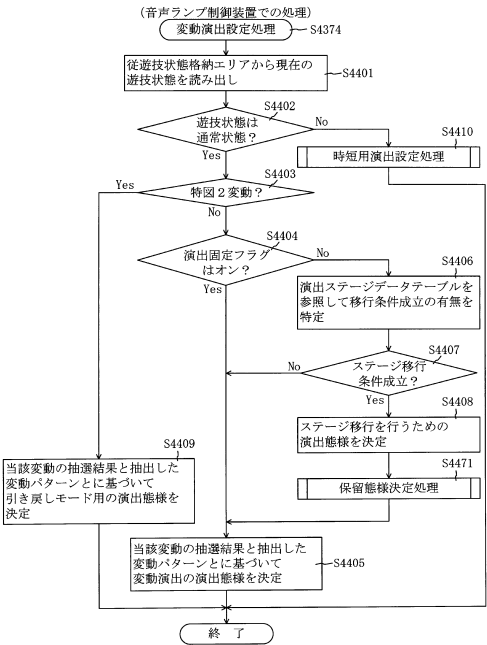 (音声ランプ制御装置での処理)
変動演出設定処理
S4374
従遊技状態格納エリアから現在の
遊技状態を読み出し
S4401
S4402
遊技状態は
通常状態?
No
Yes
S4410
時短用演出設定処理
S4403
特図2変動?
Yes
No
S4404
演出固定フラグ
はオン?
No
Yes
S4406
演出ステージデータテーブルを
参照して移行条件成立の有無を
特定
S4407
ステージ移行
条件成立?
No
Yes
S4408
ステージ移行を行うための
演出態様を決定
S4471
保留態様決定処理
S4409
当該変動の抽選結果と抽出した
変動パターンとに基づいて
引き戻しモード用の演出態様を
決定
当該変動の抽選結果と抽出した
変動パターンとに基づいて
変動演出の演出態様を決定
S4405
終 了